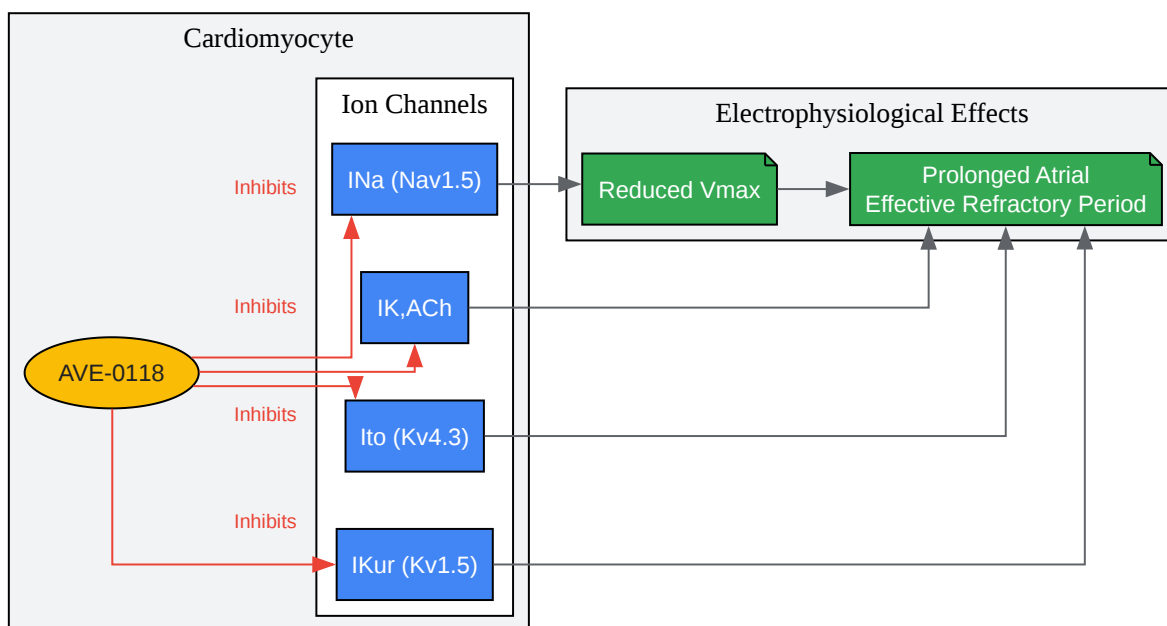 Cardiomyocyte
Ion Channels
Electrophysiological Effects
Inhibits
INa (Nav1.5)
Reduced Vmax
Prolonged Atrial
Effective Refractory Period
Inhibits
IK,ACh
AVE-0118
Inhibits
Ito (Kv4.3)
Inhibits
IKur (Kv1.5)